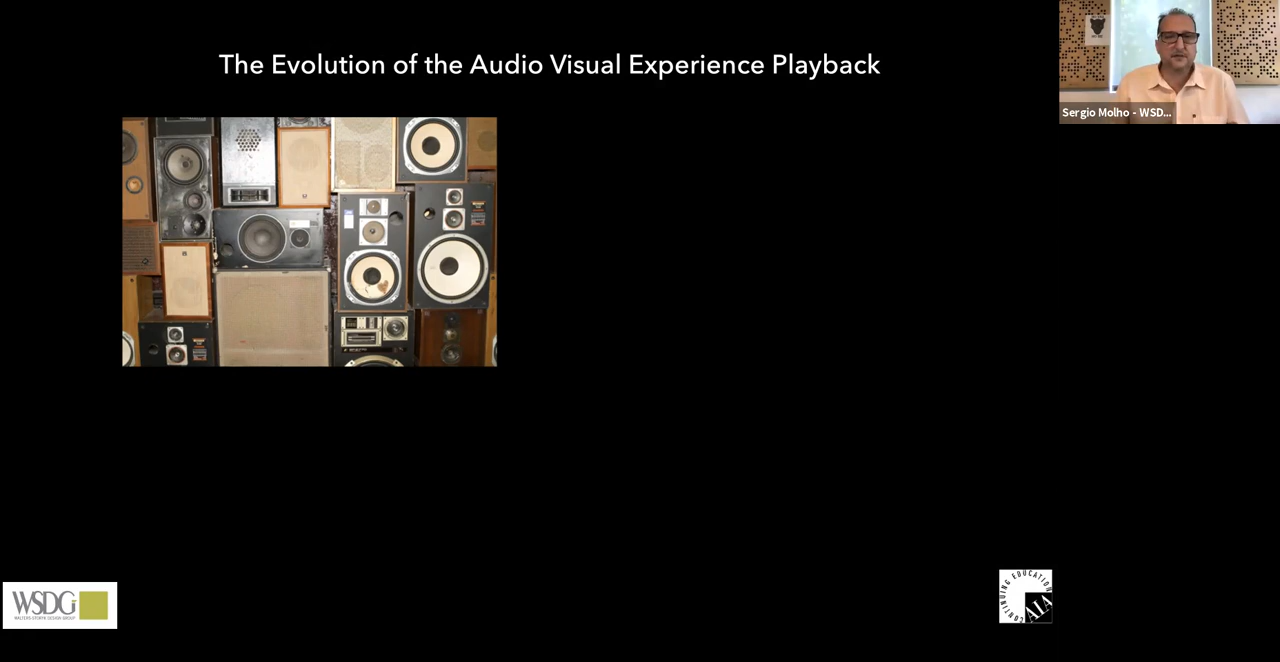 The Evolution of the Audio Visual Experience Playback
Sergio Molho - WSD...
WSDG
WALTERS-STORYK DESIGN GROUP
CONTINUING EDUCATION
AIA